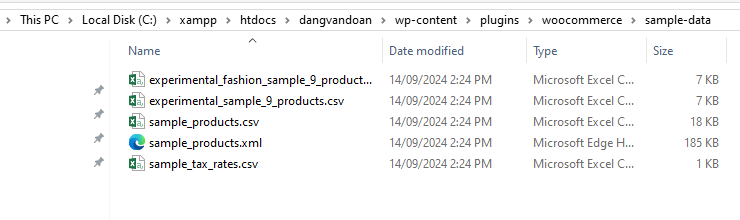 This PC > Local Disk (C:) > xampp > htdocs > dangvandoan > wp-content > plugins > woocommerce > sample-data
Name Date modified Type Size
experimental_fashion_sample_9_product... 14/09/2024 2:24 PM Microsoft Excel C... 7 KB
experimental_sample_9_products.csv 14/09/2024 2:24 PM Microsoft Excel C... 7 KB
sample_products.csv 14/09/2024 2:24 PM Microsoft Excel C... 18 KB
sample_products.xml 14/09/2024 2:24 PM Microsoft Edge H... 185 KB
sample_tax_rates.csv 14/09/2024 2:24 PM Microsoft Excel C... 1 KB